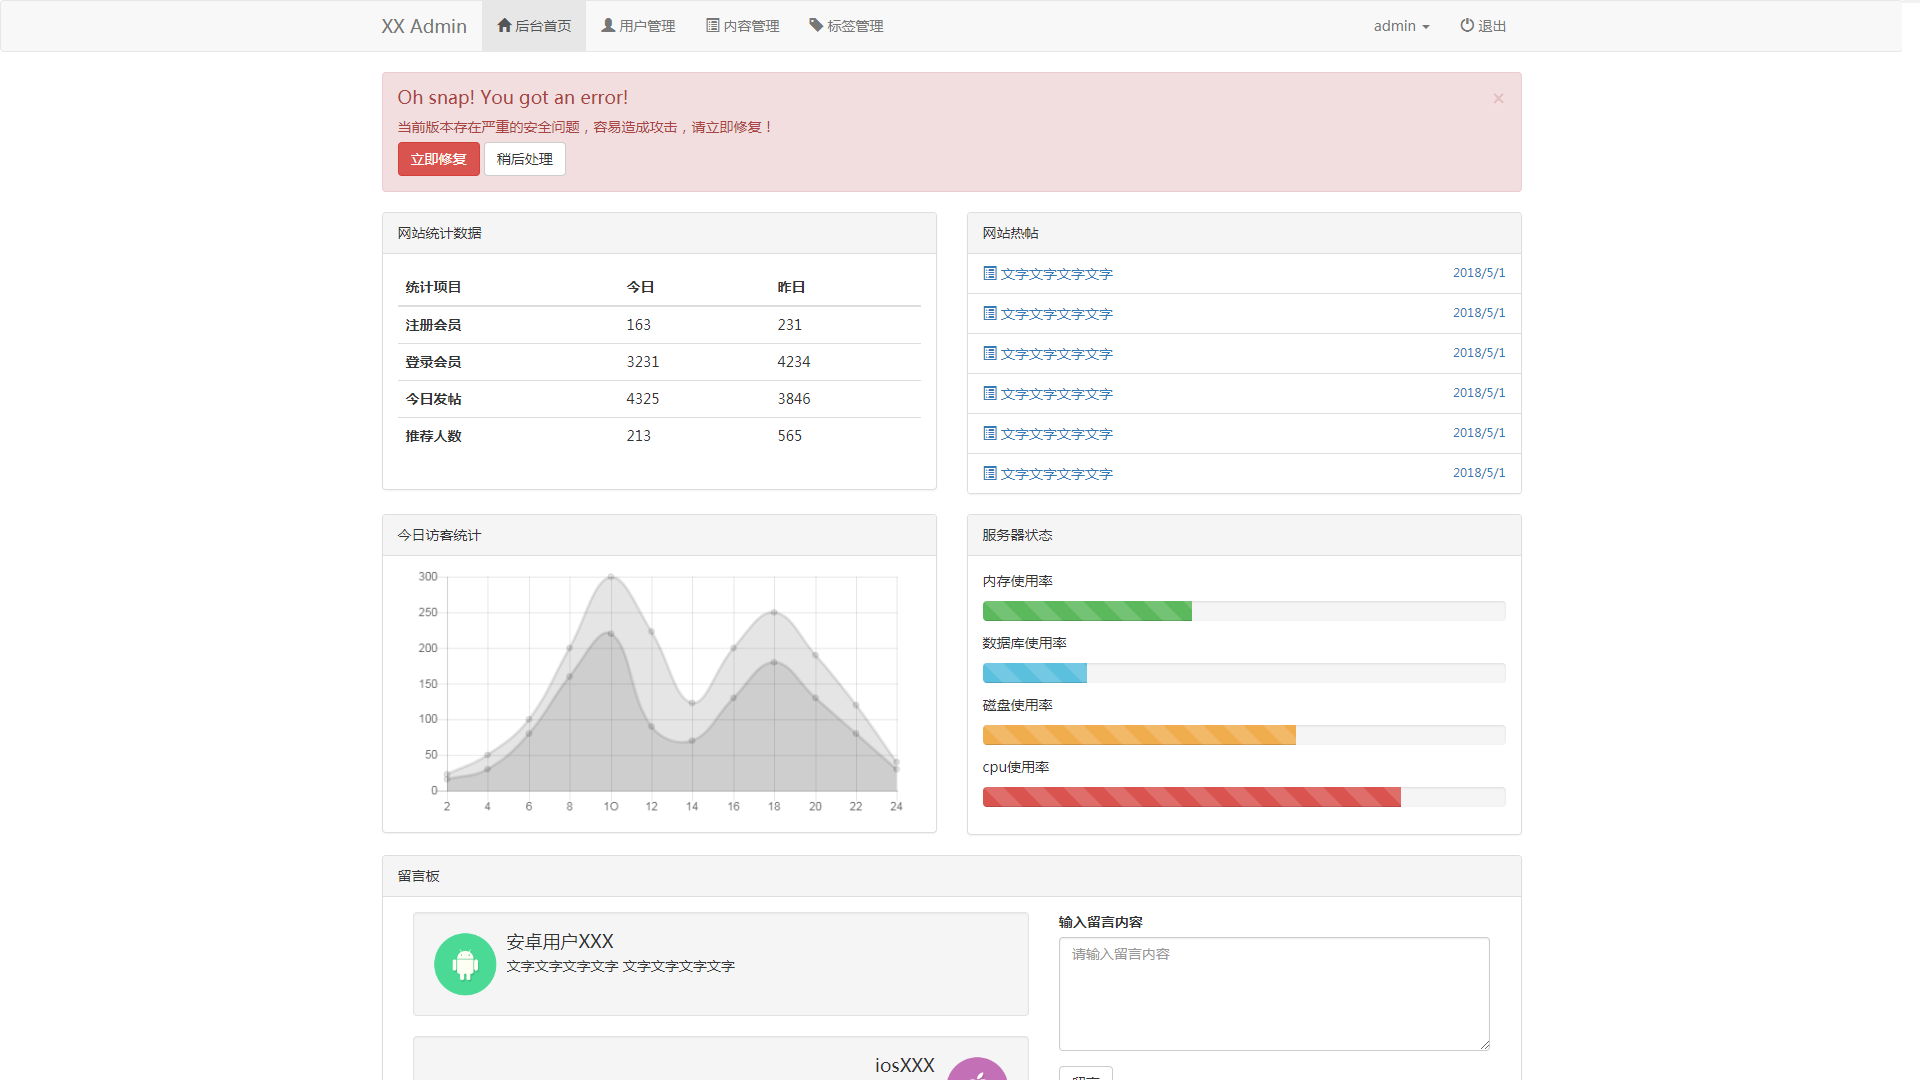 XX Admin 后台首页 用户管理 内容管理 标签管理 admin 退出
Oh snap! You got an error! ×
当前版本存在严重的安全问题，容易造成攻击，请立即修复！
立即修复 稍后处理
网站统计数据
统计项目 今日 昨日
注册会员 163 231
登录会员 3231 4234
今日发帖 4325 3846
推荐人数 213 565
网站热帖
文字文字文字文字 2018/5/1
文字文字文字文字 2018/5/1
文字文字文字文字 2018/5/1
文字文字文字文字 2018/5/1
文字文字文字文字 2018/5/1
文字文字文字文字 2018/5/1
今日访客统计
300
250
200
150
100
50
0
2 4 6 8 1O 12 14 16 18 20 22 24
服务器状态
内存使用率
数据库使用率
磁盘使用率
cpu使用率
留言板
安卓用户XXX
文字文字文字文字 文字文字文字文字
iosXXX
输入留言内容
请输入留言内容